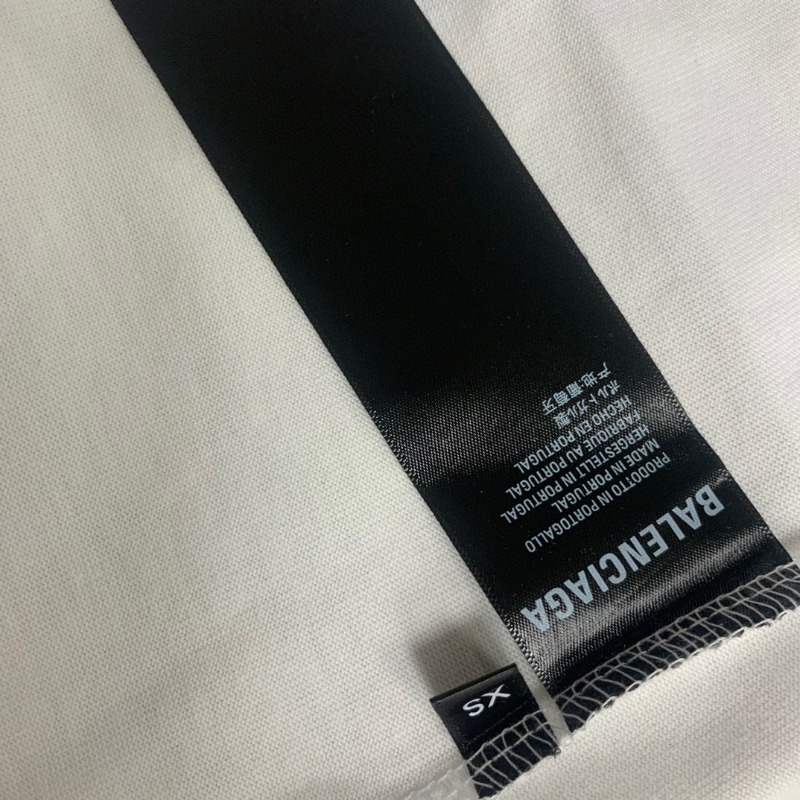 BALENCIAGA
PRODOTTO IN PORTOGALLO
MADE IN PORTUGAL
HERGESTELLT IN PORTUGAL
FABRIQUE AU PORTUGAL
HECHO EN PORTUGAL
ポルトガル製
产地:葡萄牙
XS